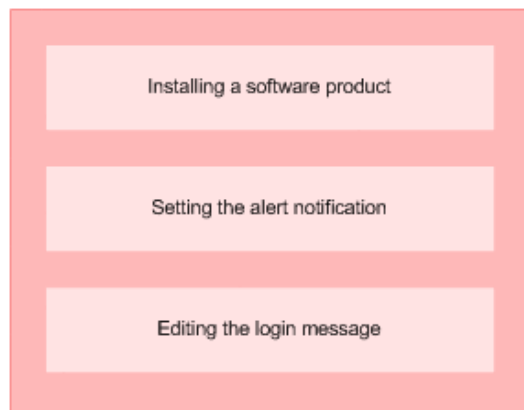 Installing a software product
Setting the alert notification
Editing the login message